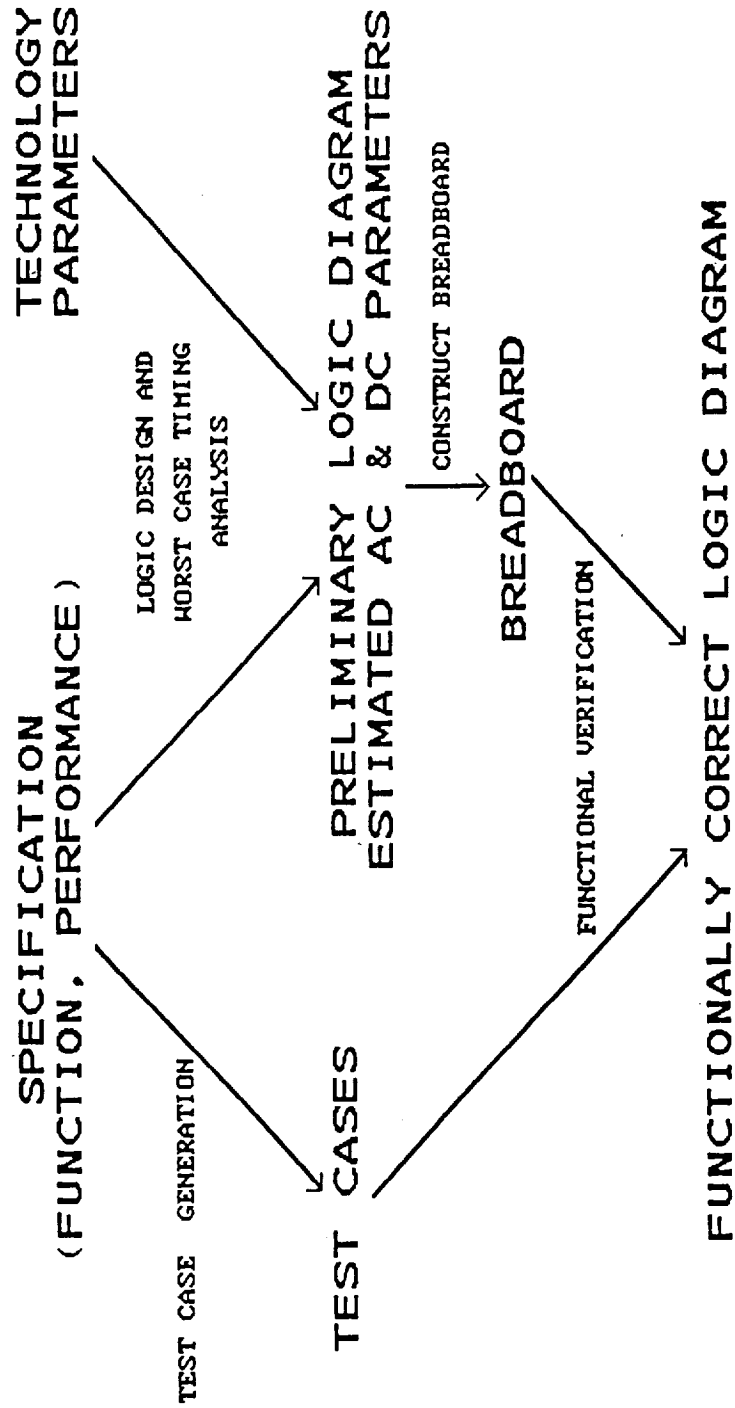 SPECIFICATION
(FUNCTION, PERFORMANCE)
TECHNOLOGY
PARAMETERS
TEST CASE GENERATION
LOGIC DESIGN AND
WORST CASE TIMING
ANALYSIS
TEST CASES
PRELIMINARY LOGIC DIAGRAM
ESTIMATED AC & DC PARAMETERS
CONSTRUCT BREADBOARD
BREADBOARD
FUNCTIONAL VERIFICATION
FUNCTIONALLY CORRECT LOGIC DIAGRAM